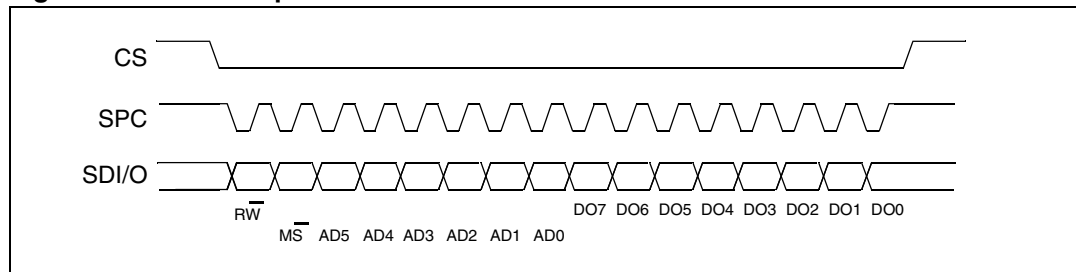 CS
SPC
SDI/O
RW
DO7 DO6 DO5 DO4 DO3 DO2 DO1 DO0
MS AD5 AD4 AD3 AD2 AD1 AD0